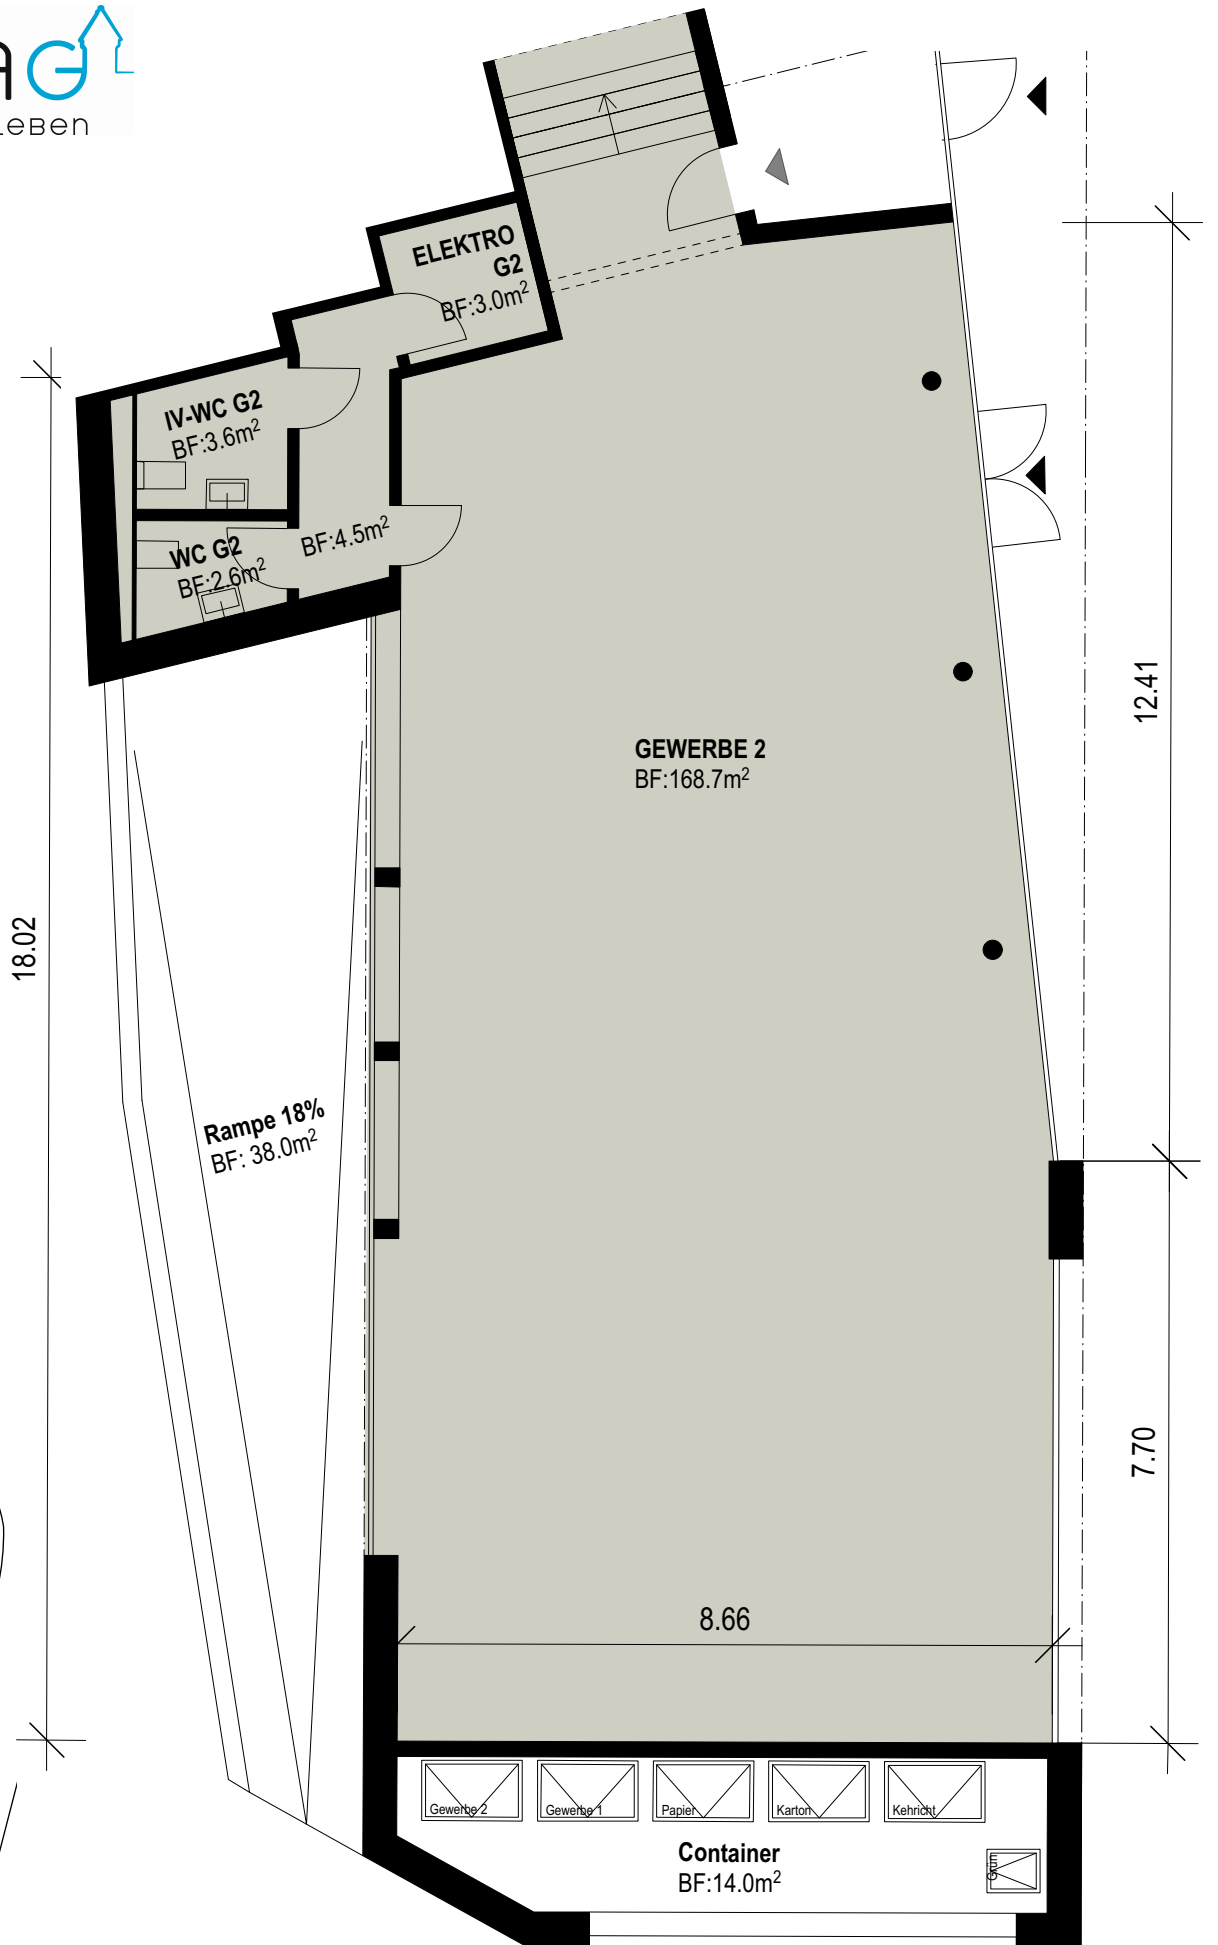 AG
LEBEN
ELEKTRO
G2
BF:3.0m²
IV-WC G2
BF:3.6m²
WC G2
BF:2.6m²
BF:4.5m²
12.41
GEWERBE 2
BF:168.7m²
18.02
Rampe 18%
BF: 38.0m²
7.70
8.66
Gewerbe 2
Gewerbe 1
Papier
Karton
Kehricht
Container
BF:14.0m²
Grün